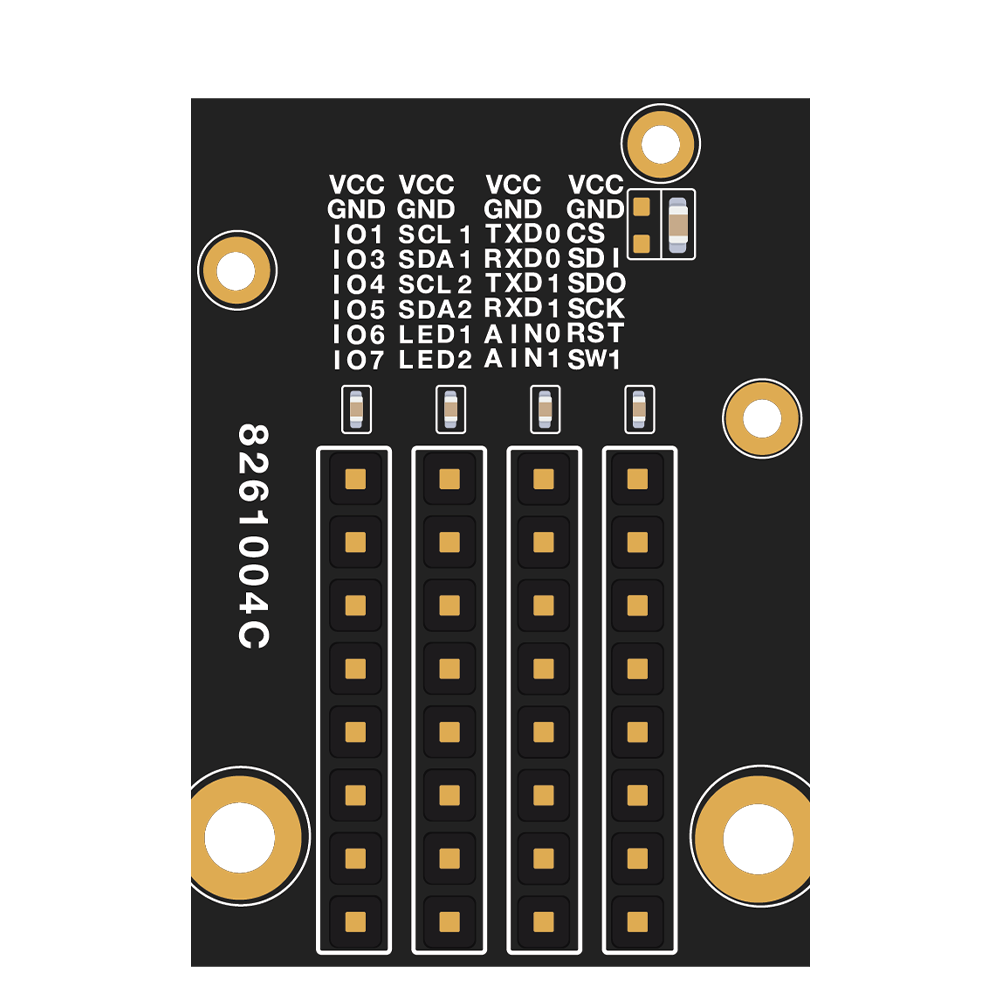 VCC VCC VCC VCC
GND GND GND GND
IO1 SCL1 TXD0 CS
IO3 SDA1 RXD0 SDI
IO4 SCL2 TXD1 SDO
IO5 SDA2 RXD1 SCK
IO6 LED1 AIN0 RST
IO7 LED2 AIN1 SW1
8261004C